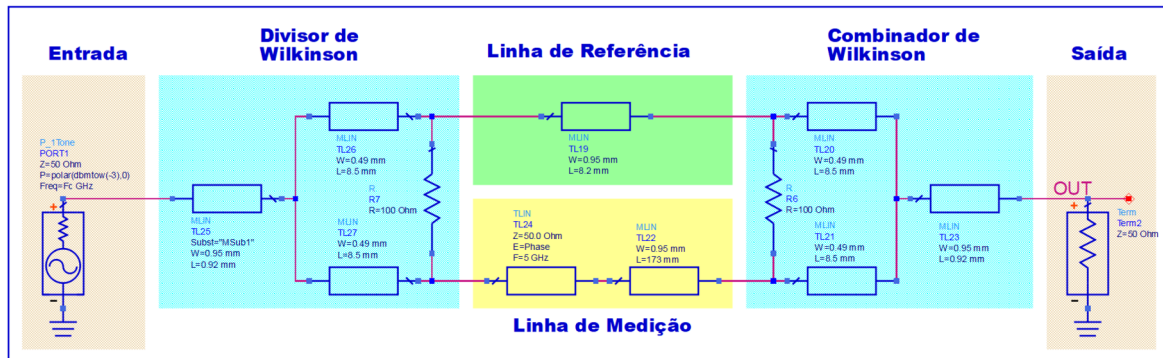 Entrada
Divisor de
Wilkinson
Linha de Referência
Combinador de
Wilkinson
Saída
P_1Tone
PORT1
Z=50 Ohm
P=polar(dbmtow(-3),0)
Freq=Fc GHz
+
-
MLIN
TL25
Subst="MSub1"
W=0.95 mm
L=0.92 mm
MLIN
TL26
W=0.49 mm
L=8.5 mm
R
R7
R=100 Ohm
MLIN
TL27
W=0.49 mm
L=8.5 mm
MLIN
TL19
W=0.95 mm
L=8.2 mm
TLIN
TL24
Z=50.0 Ohm
E=Phase
F=5 GHz
MLIN
TL22
W=0.95 mm
L=173 mm
Linha de Medição
R
R6
R=100 Ohm
MLIN
TL20
W=0.49 mm
L=8.5 mm
MLIN
TL21
W=0.49 mm
L=8.5 mm
MLIN
TL23
W=0.95 mm
L=0.92 mm
OUT
+
-
Term
Term2
Z=50 Ohm